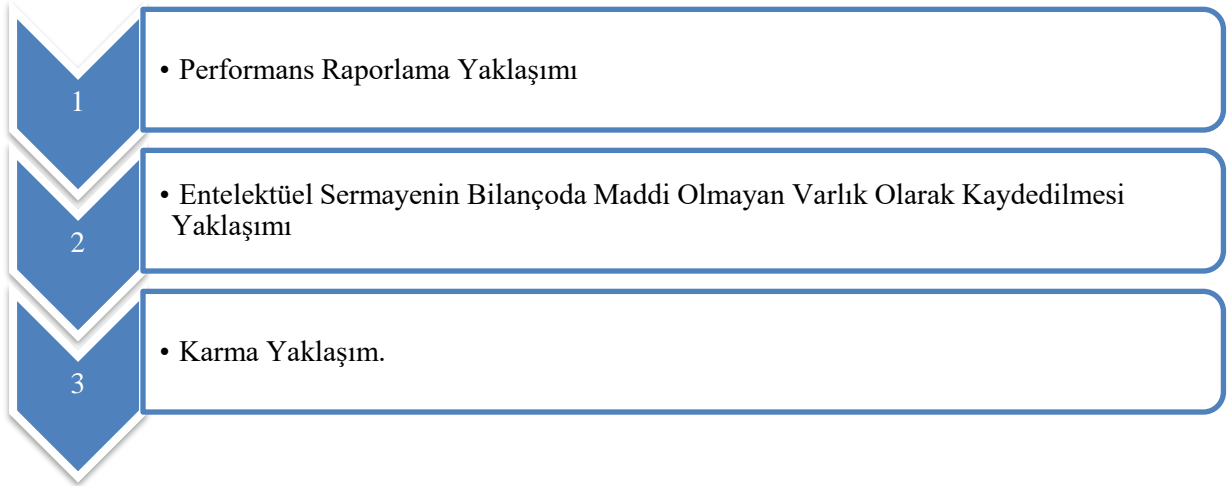 1
• Performans Raporlama Yaklaşımı
2
• Entelektüel Sermayenin Bilançoda Maddi Olmayan Varlık Olarak Kaydedilmesi
Yaklaşımı
3
• Karma Yaklaşım.